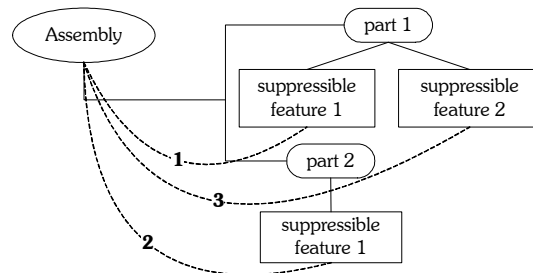 Assembly
part 1
suppressible
feature 1
suppressible
feature 2
1
part 2
3
2
suppressible
feature 1